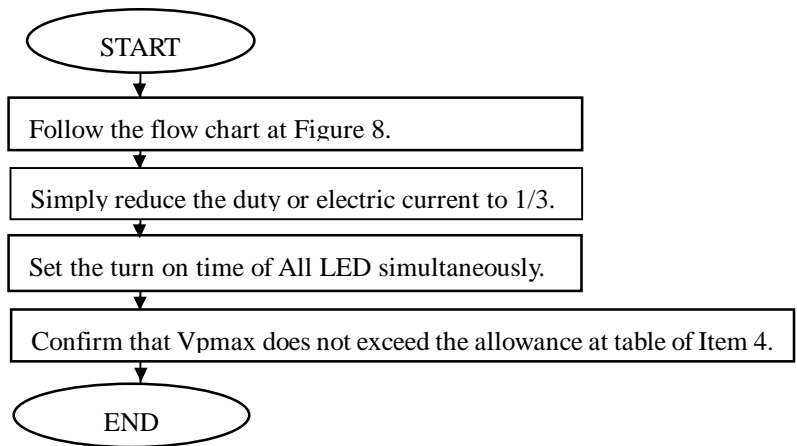 START
Follow the flow chart at Figure 8.
Simply reduce the duty or electric current to 1/3.
Set the turn on time of All LED simultaneously.
Confirm that Vpmax does not exceed the allowance at table of Item 4.
END